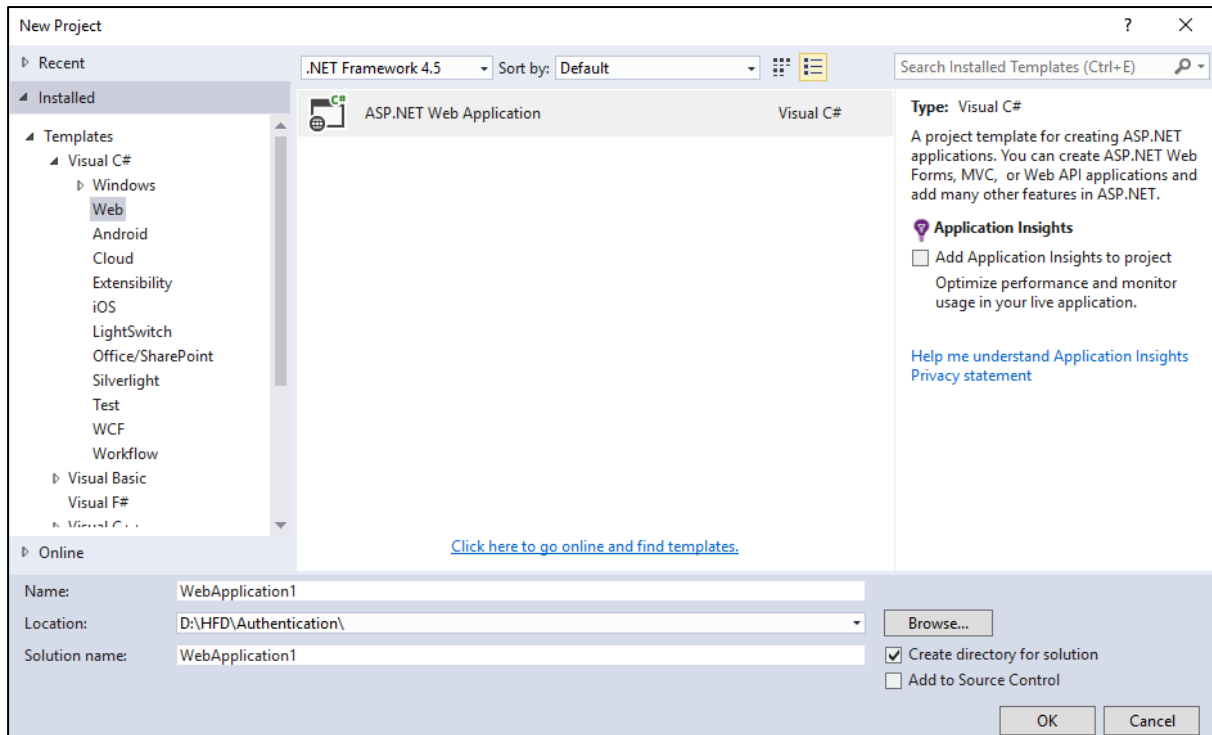 New Project
?
Recent
Installed
.NET Framework 4.5
Sort by: Default
Search Installed Templates (Ctrl+E)
Templates
Visual C#
Windows
Web
Android
Cloud
Extensibility
iOS
LightSwitch
Office/SharePoint
Silverlight
Test
WCF
Workflow
Visual Basic
Visual F#
Visual C++
Online
C#
ASP.NET Web Application
Visual C#
Click here to go online and find templates.
Type: Visual C#
A project template for creating ASP.NET
applications. You can create ASP.NET Web
Forms, MVC, or Web API applications and
add many other features in ASP.NET.
Application Insights
Add Application Insights to project
Optimize performance and monitor
usage in your live application.
Help me understand Application Insights
Privacy statement
Name: WebApplication1
Location: D:\HFD\Authentication\
Browse...
Solution name: WebApplication1
Create directory for solution
Add to Source Control
OK
Cancel